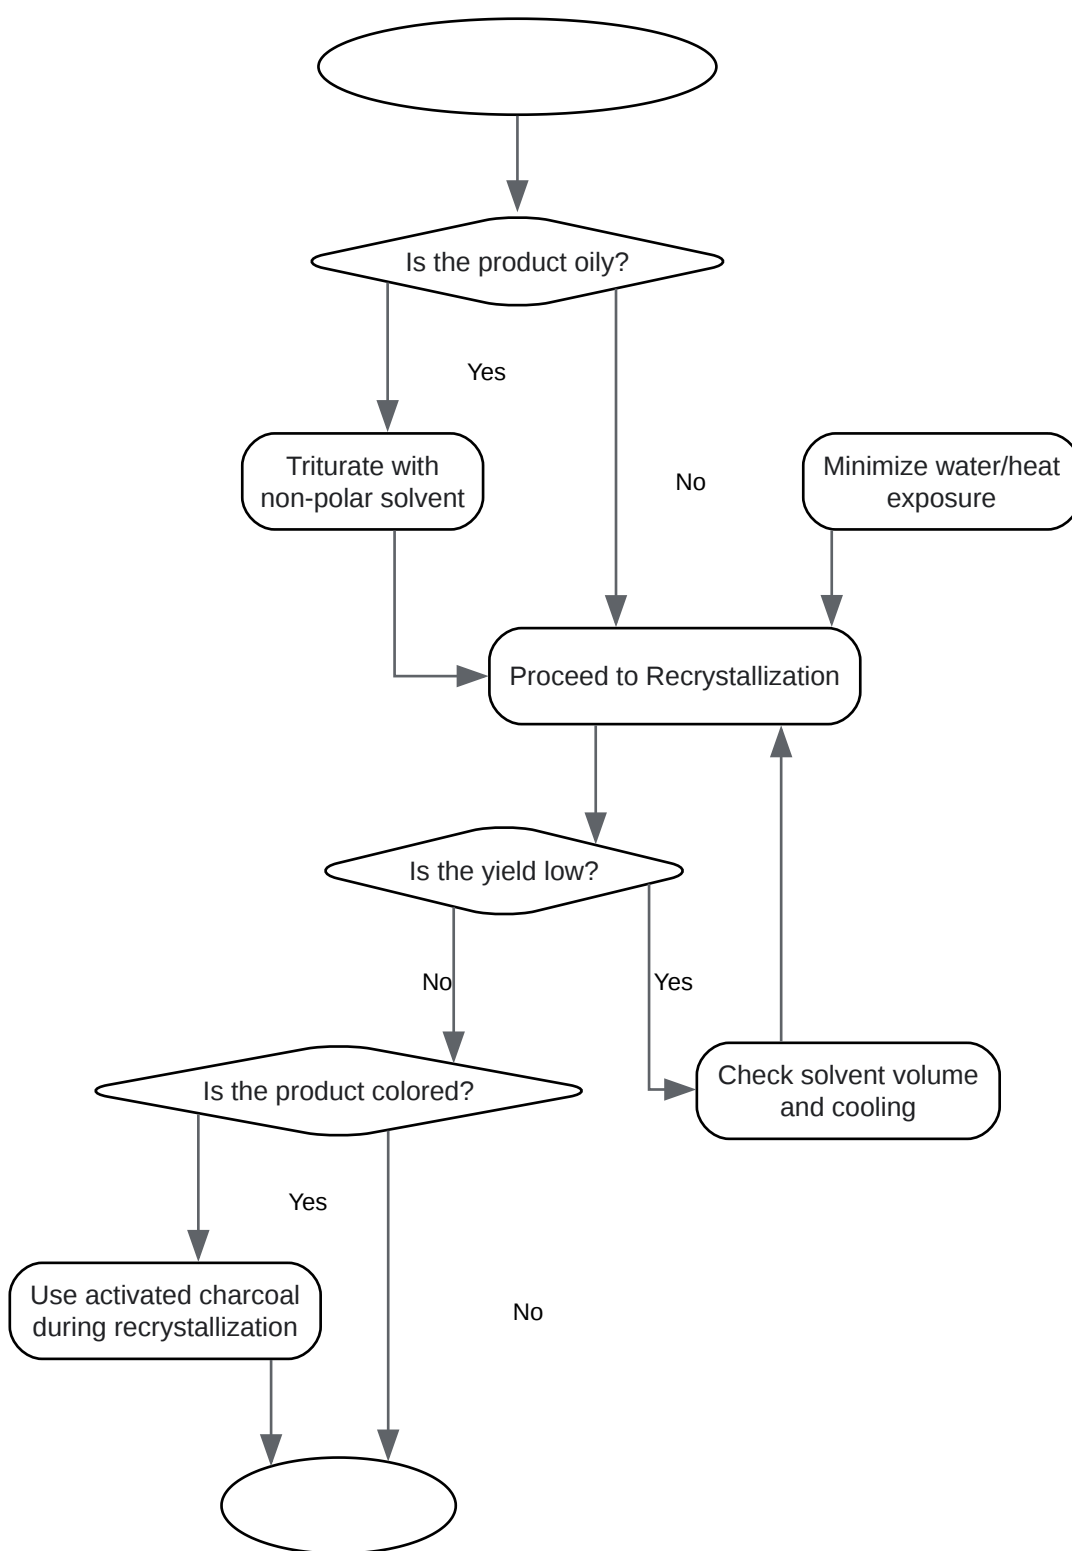 Is the product oily?
Yes
Triturate with
non-polar solvent
No
Minimize water/heat
exposure
Proceed to Recrystallization
Is the yield low?
No
Yes
Is the product colored?
Check solvent volume
and cooling
Yes
Use activated charcoal
during recrystallization
No